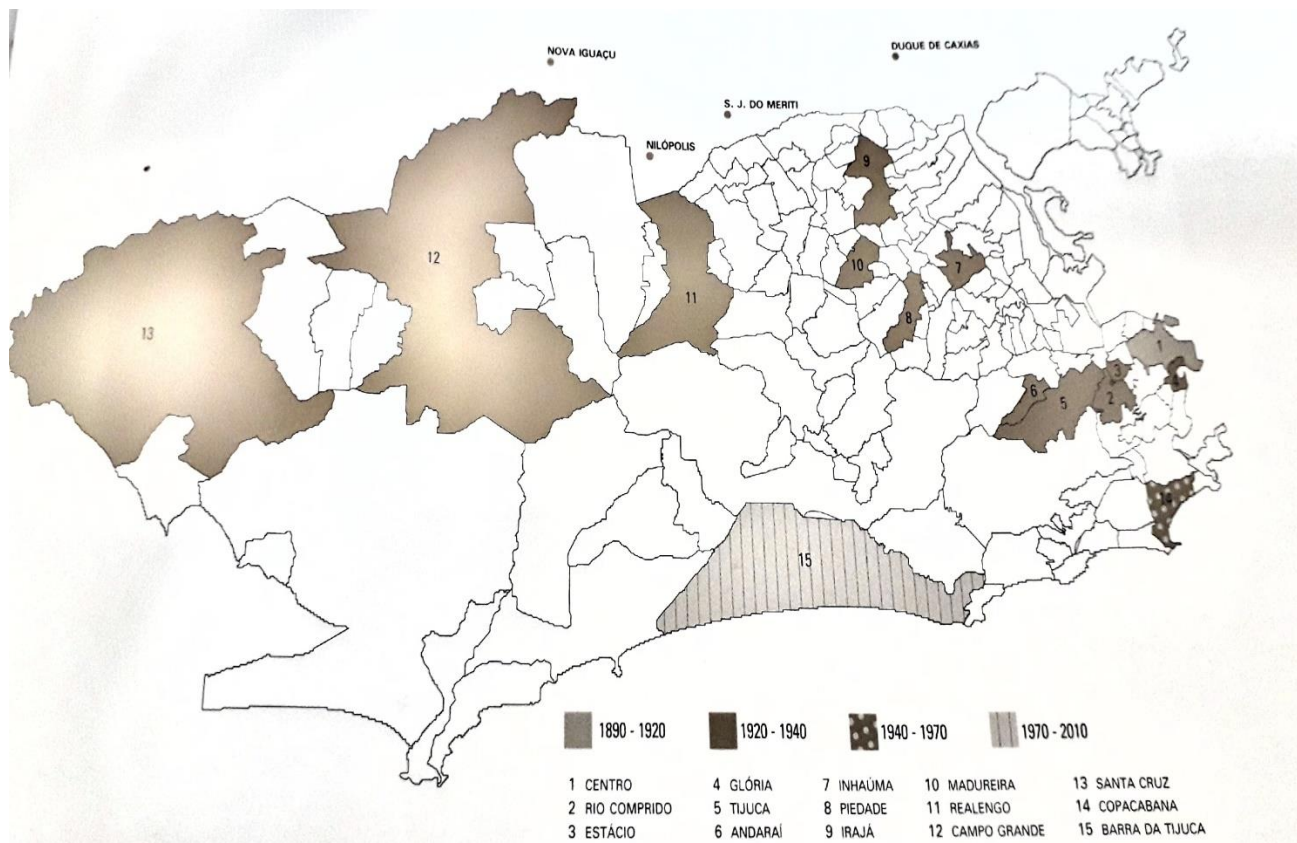 NOVA IGUAÇU
DUQUE DE CAXIAS
S. J. DO MERITI
NILÓPOLIS
9
12
10
7
11
8
13
1
3
4
6
5
2
14
15
1890 - 1920
1920 - 1940
1940 - 1970
1970 - 2010
1 CENTRO
2 RIO COMPRIDO
3 ESTÁCIO
4 GLÓRIA
5 TIJUCA
6 ANDARAÍ
7 INHAÚMA
8 PIEDADE
9 IRAJÁ
10 MADUREIRA
11 REALENGO
12 CAMPO GRANDE
13 SANTA CRUZ
14 COPACABANA
15 BARRA DA TIJUCA